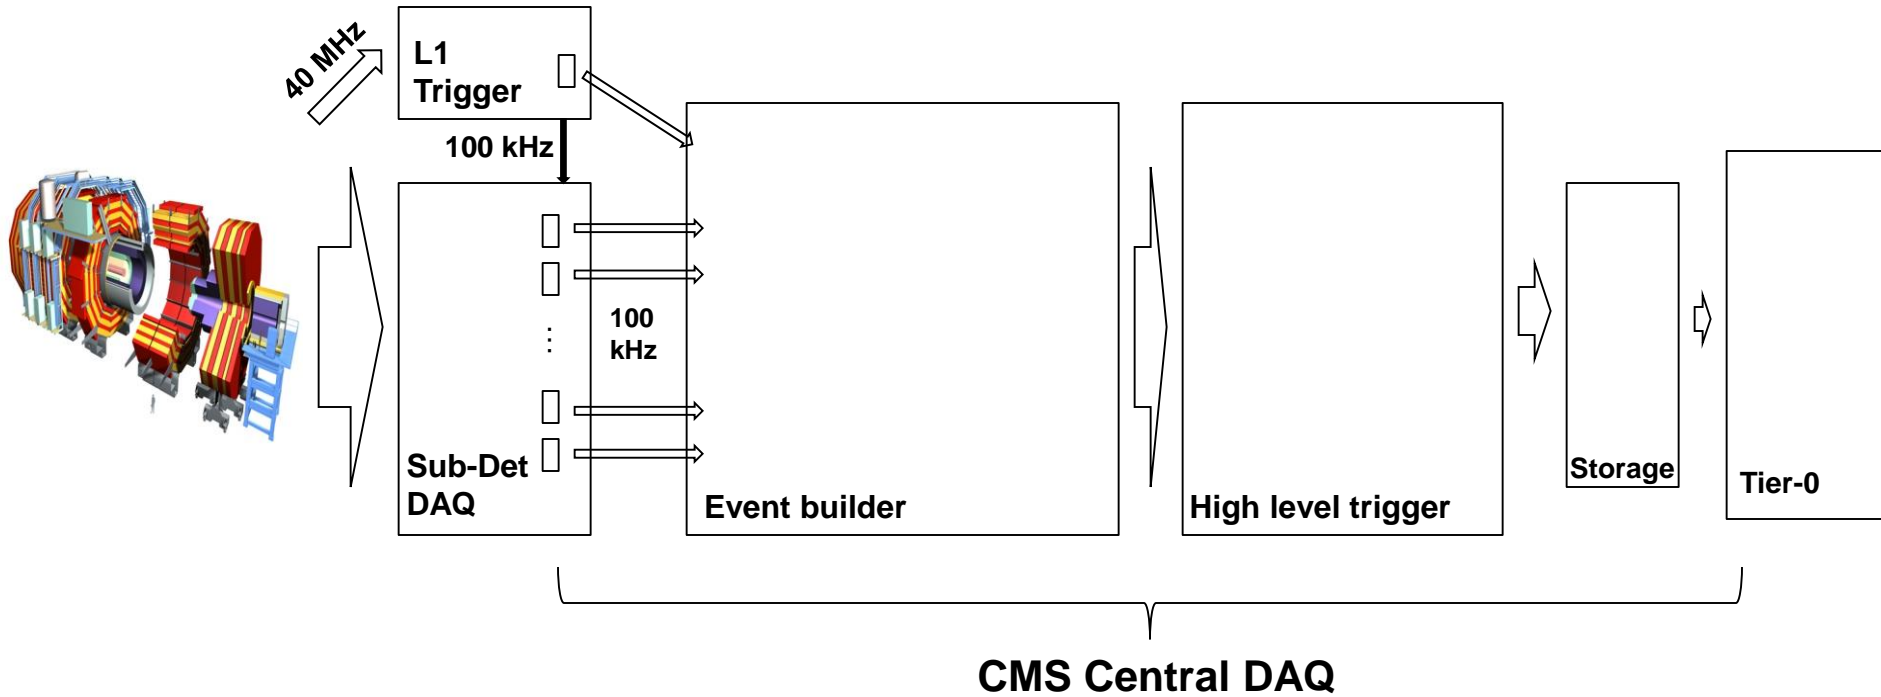 40 MHz
L1
Trigger
100 kHz
100
kHz
Sub-Det
DAQ
Event builder
High level trigger
Storage
Tier-0
CMS Central DAQ